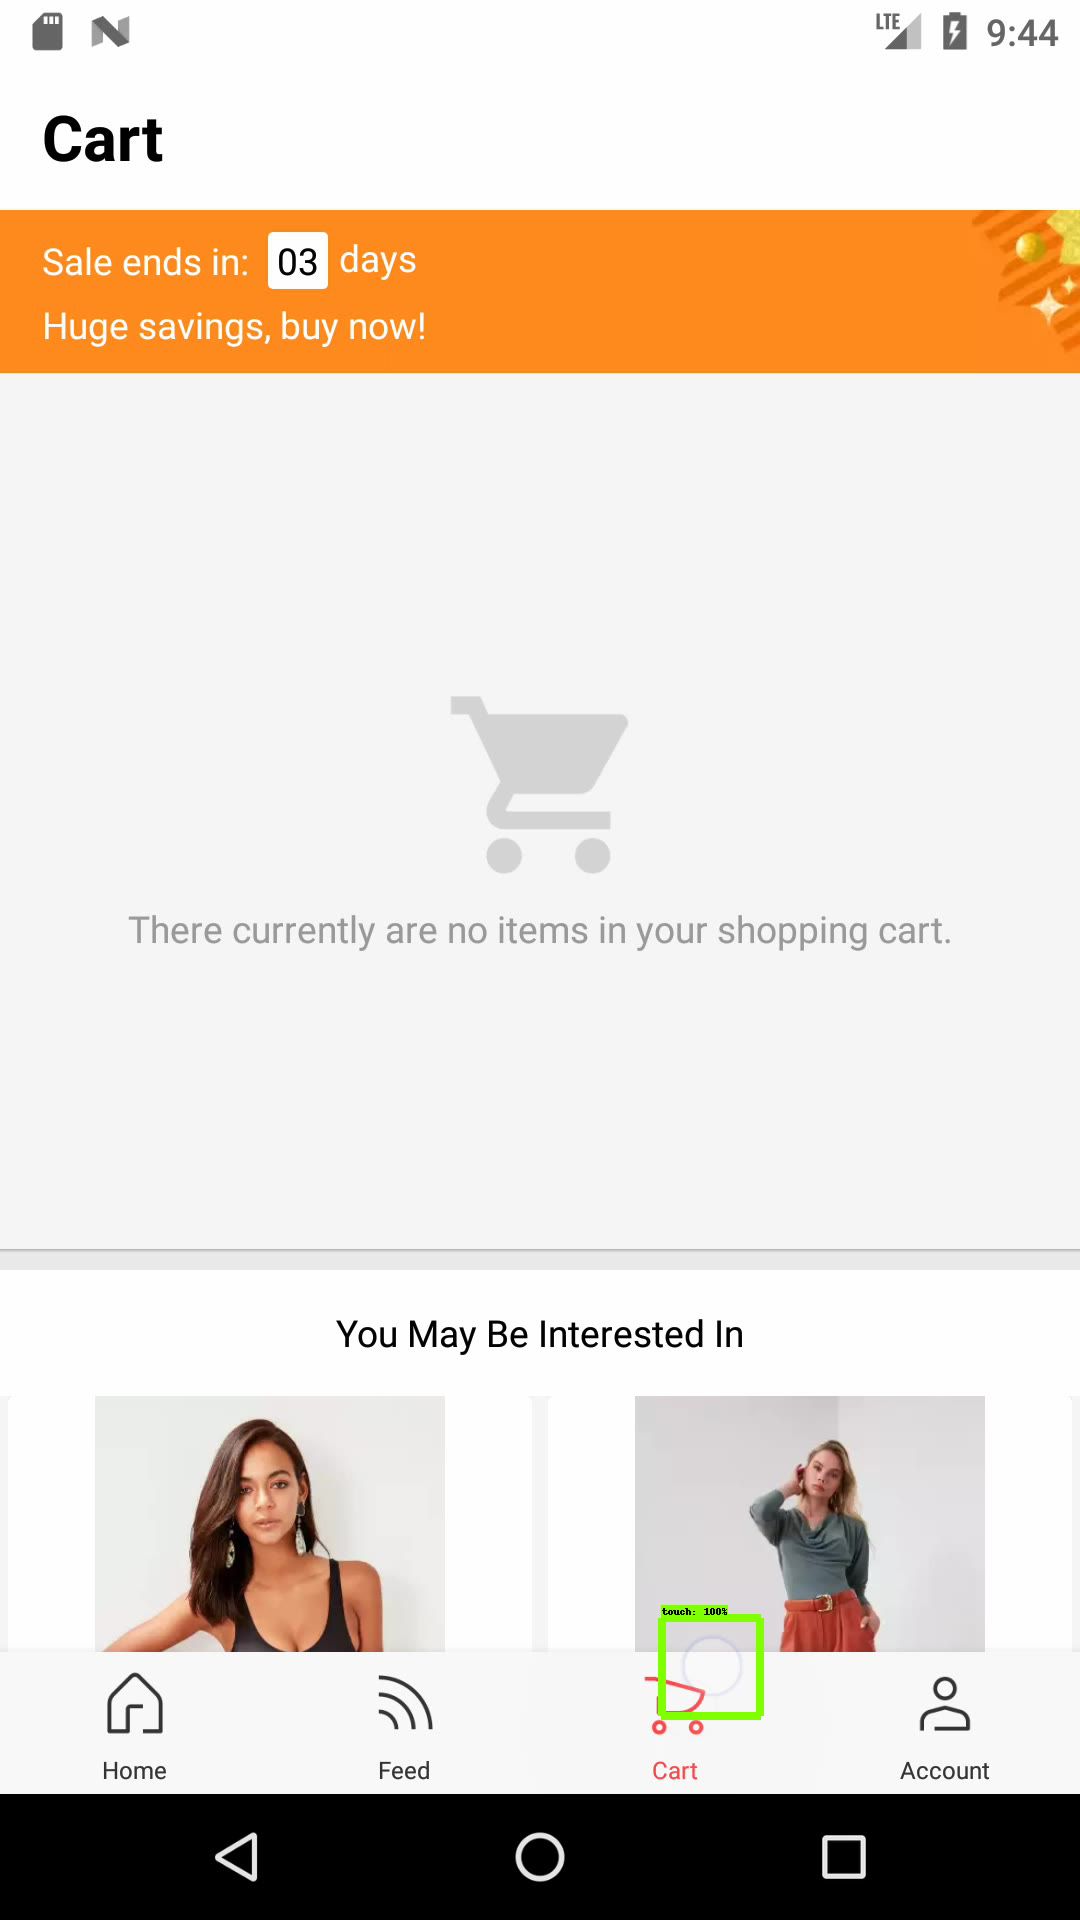 LTE 9:44
Cart
Sale ends in: 03 days
Huge savings, buy now!
There currently are no items in your shopping cart.
You May Be Interested In
touch: 100%
Home Feed Cart Account